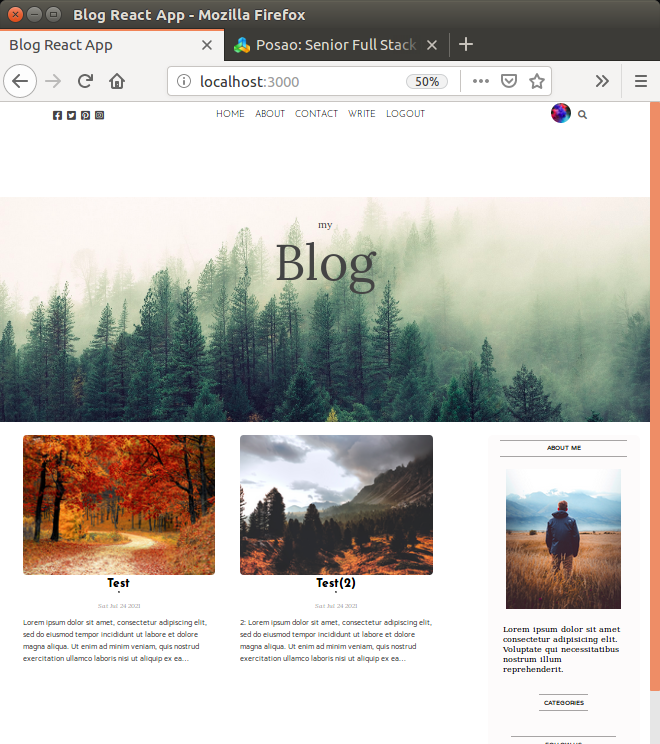 Blog React App - Mozilla Firefox
Blog React App
Posao: Senior Full Stack
localhost:3000
50%
HOME ABOUT CONTACT WRITE LOGOUT
my
Blog
Test
Sat Jul 24 2021
Lorem ipsum dolor sit amet, consectetur adipiscing elit,
sed do eiusmod tempor incididunt ut labore et dolore
magna aliqua. Ut enim ad minim veniam, quis nostrud
exercitation ullamco laboris nisi ut aliquip ex ea...
Test(2)
Sat Jul 24 2021
2: Lorem ipsum dolor sit amet, consectetur adipiscing elit,
sed do eiusmod tempor incididunt ut labore et dolore
magna aliqua. Ut enim ad minim veniam, quis nostrud
exercitation ullamco laboris nisi ut aliquip ex ea...
ABOUT ME
Lorem ipsum dolor sit amet
consectetur adipisicing elit.
Voluptate qui necessitatibus
nostrum illum
reprehenderit.
CATEGORIES
FOLLOW US